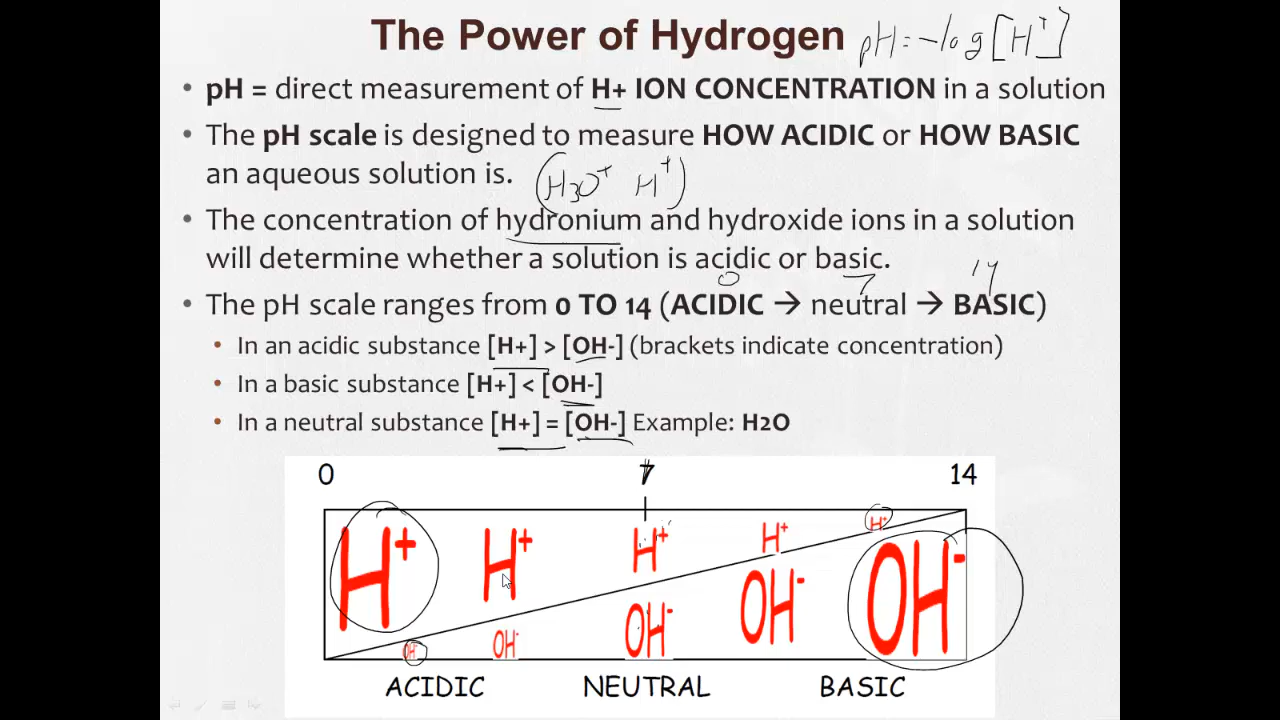 The Power of Hydrogen pH = -log [H⁺]
• pH = direct measurement of H+ ION CONCENTRATION in a solution
• The pH scale is designed to measure HOW ACIDIC or HOW BASIC
an aqueous solution is. (H₃O⁺ H⁺)
• The concentration of hydronium and hydroxide ions in a solution
will determine whether a solution is acidic or basic.
0 7 14
• The pH scale ranges from 0 TO 14 (ACIDIC → neutral → BASIC)
• In an acidic substance [H+] > [OH-] (brackets indicate concentration)
• In a basic substance [H+] < [OH-]
• In a neutral substance [H+] = [OH-] Example: H2O
0 7 14
H⁺ H⁺ H⁺ H⁺ H⁺
OH⁻ OH⁻ OH⁻ OH⁻ OH⁻
ACIDIC NEUTRAL BASIC